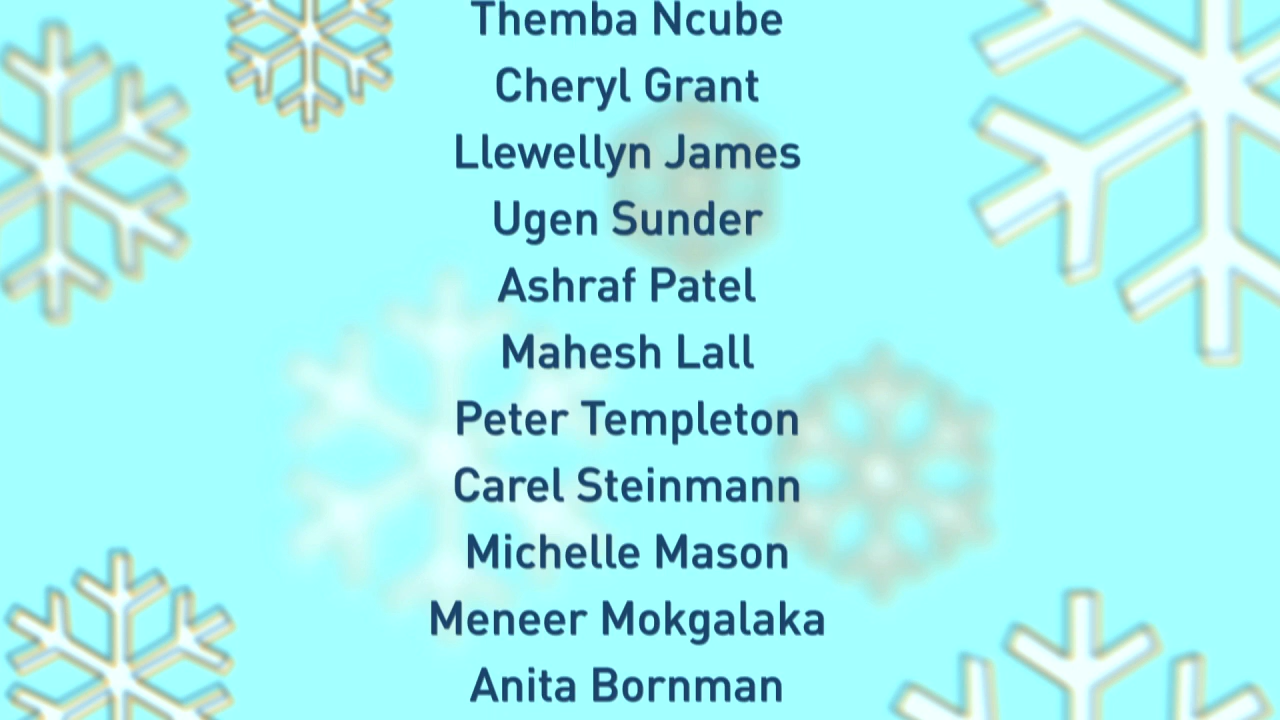 Themba Ncube
Cheryl Grant
Llewellyn James
Ugen Sunder
Ashraf Patel
Mahesh Lall
Peter Templeton
Carel Steinmann
Michelle Mason
Meneer Mokgalaka
Anita Bornman